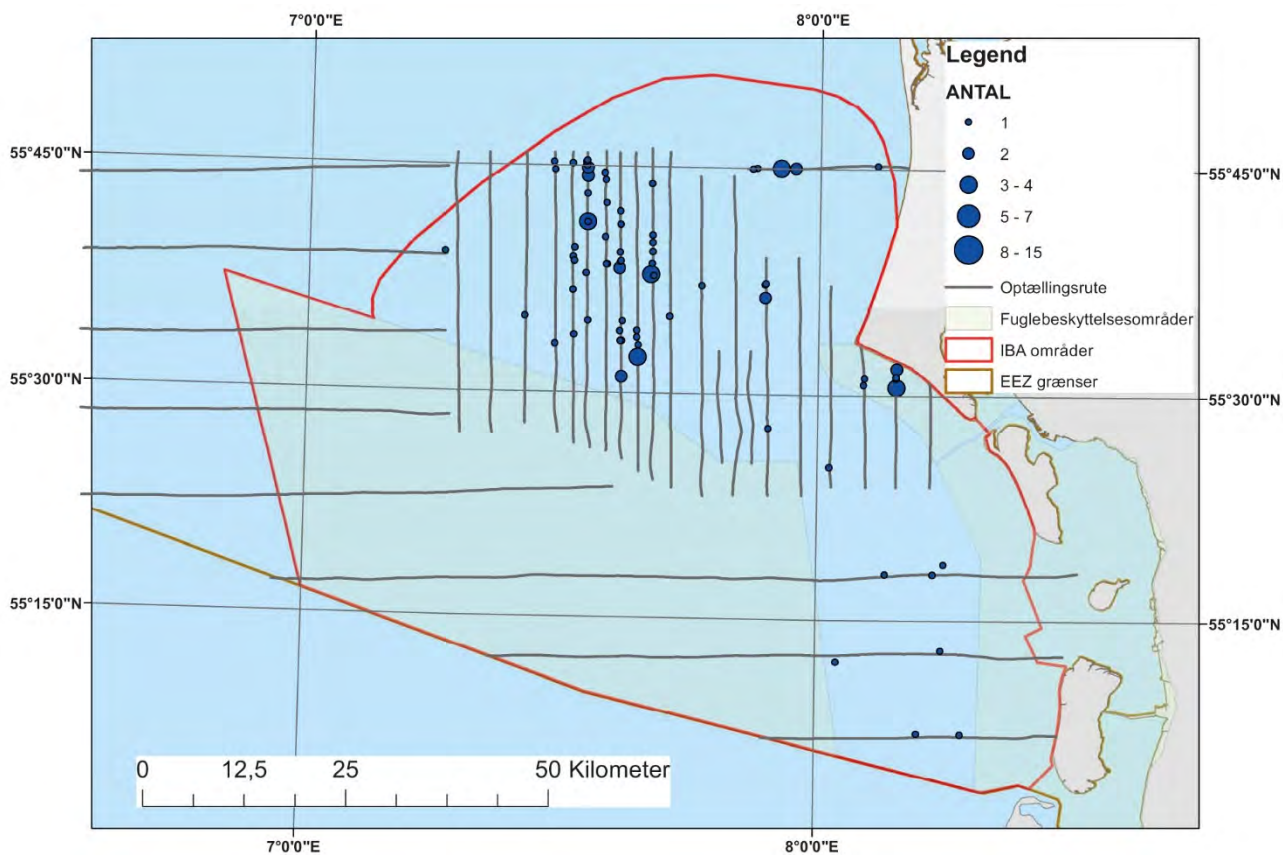 7°0'0"E 8°0'0"E
Legend
ANTAL
1
2
3 - 4
5 - 7
8 - 15
Optællingsrute
Fuglebeskyttelsesområder
IBA områder
EEZ grænser
55°45'0"N 55°45'0"N
55°30'0"N 55°30'0"N
55°15'0"N 55°15'0"N
0 12,5 25 50 Kilometer
7°0'0"E 8°0'0"E